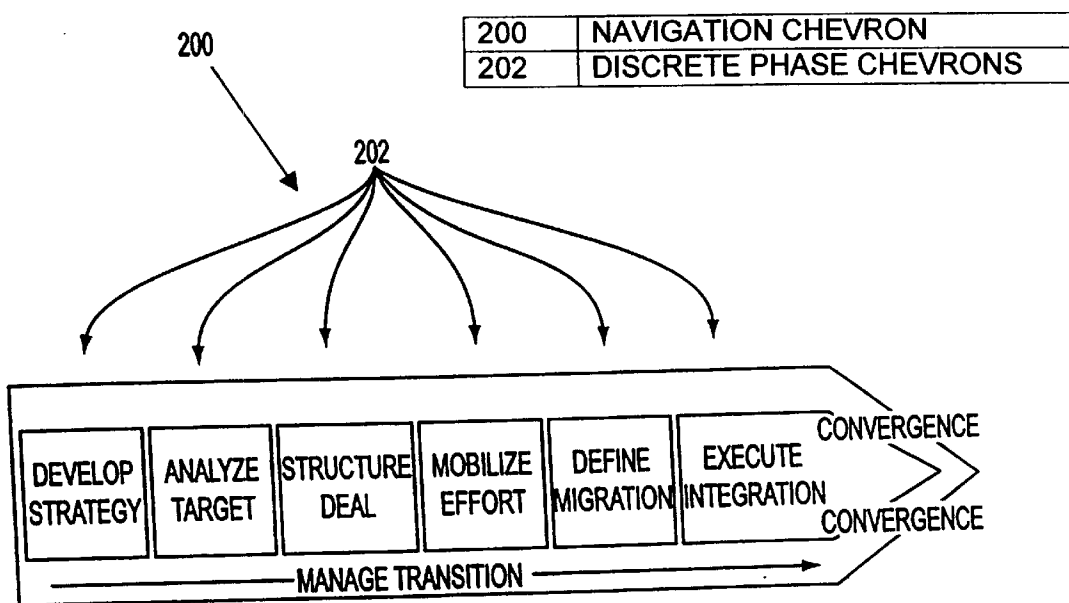 200
200 NAVIGATION CHEVRON
202 DISCRETE PHASE CHEVRONS
202
DEVELOP
STRATEGY
ANALYZE
TARGET
STRUCTURE
DEAL
MOBILIZE
EFFORT
DEFINE
MIGRATION
EXECUTE
INTEGRATION
CONVERGENCE
CONVERGENCE
MANAGE TRANSITION